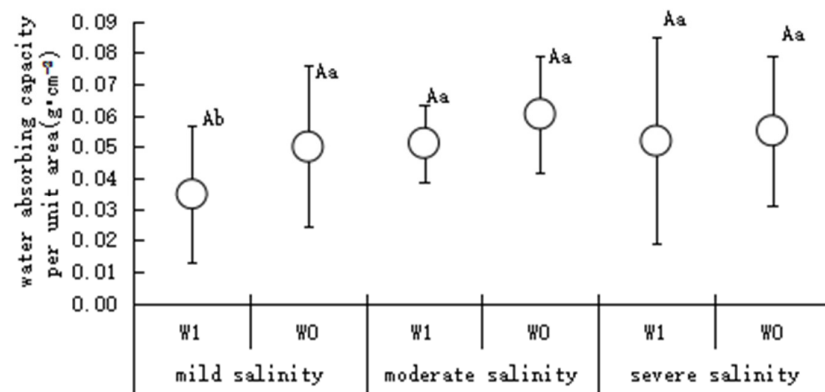 water absorbing capacity
per unit area(g*cm⁻²)
0.09
0.08
0.07
0.06
0.05
0.04
0.03
0.02
0.01
0.00
Ab
Aa
Aa
Aa
Aa
Aa
W1
W0
W1
W0
W1
W0
mild salinity
moderate salinity
severe salinity